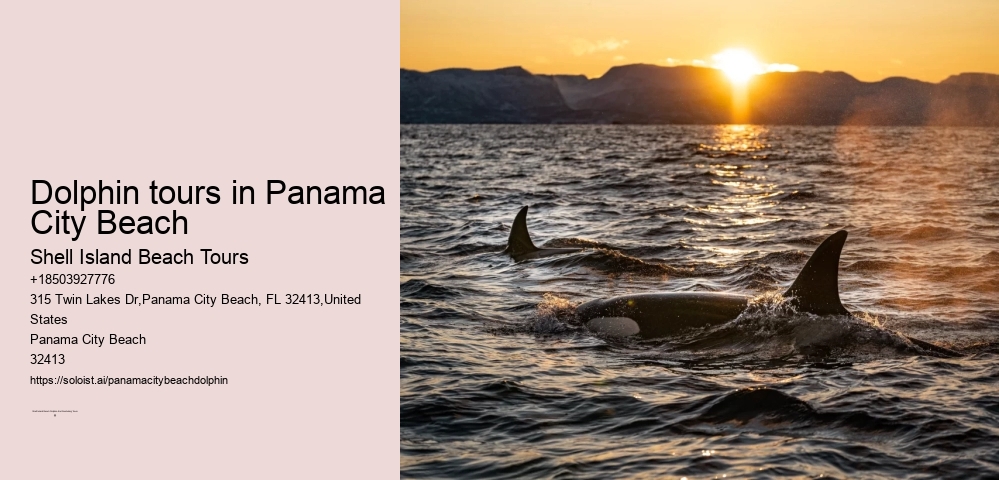 Dolphin tours in Panama
City Beach
Shell Island Beach Tours
+18503927776
315 Twin Lakes Dr,Panama City Beach, FL 32413,United
States
Panama City Beach
32413
https://soloist.ai/panamacitybeachdolphin